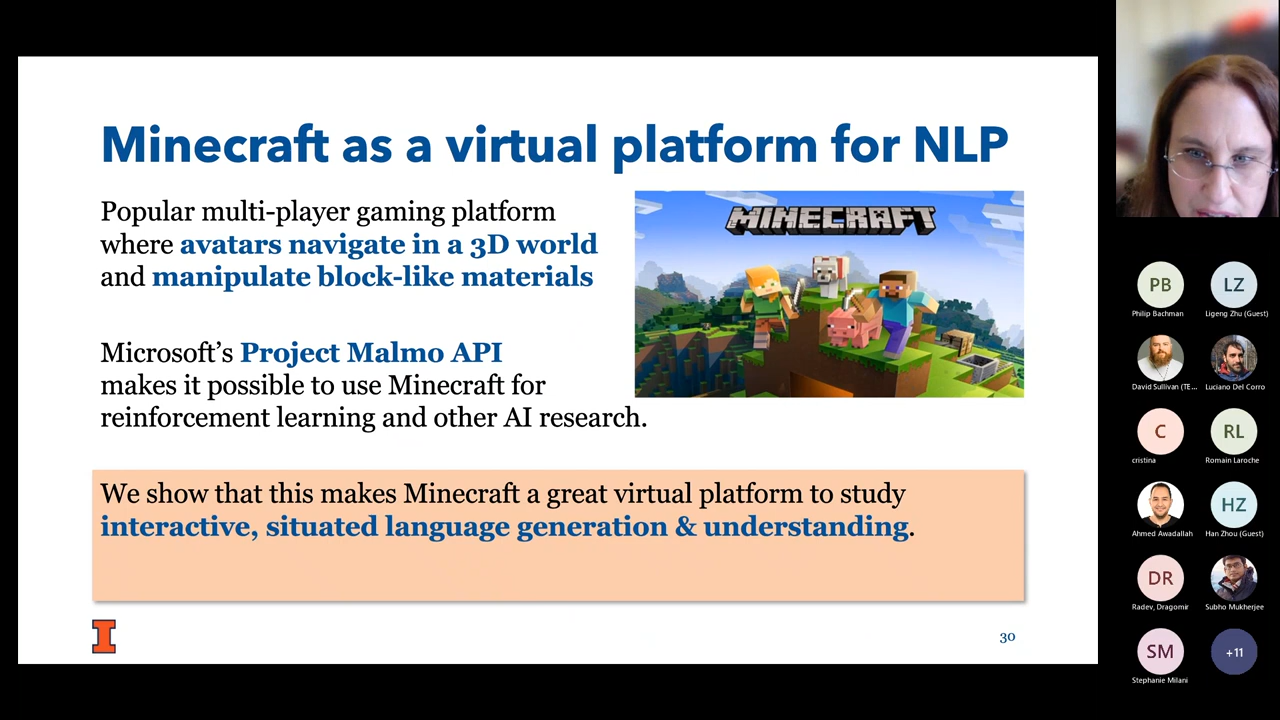 Minecraft as a virtual platform for NLP
Popular multi-player gaming platform
where avatars navigate in a 3D world
and manipulate block-like materials
MINECRAFT
Microsoft’s Project Malmo API
makes it possible to use Minecraft for
reinforcement learning and other AI research.
We show that this makes Minecraft a great virtual platform to study
interactive, situated language generation & understanding.
I
30
PB
LZ
Philip Bachman
Ligeng Zhu (Guest)
David Sullivan (TE...
Luciano Del Corro
C
RL
cristina
Romain Laroche
HZ
Ahmed Awadallah
Han Zhou (Guest)
DR
Radev, Dragomir
Subho Mukherjee
SM
+11
Stephanie Milani